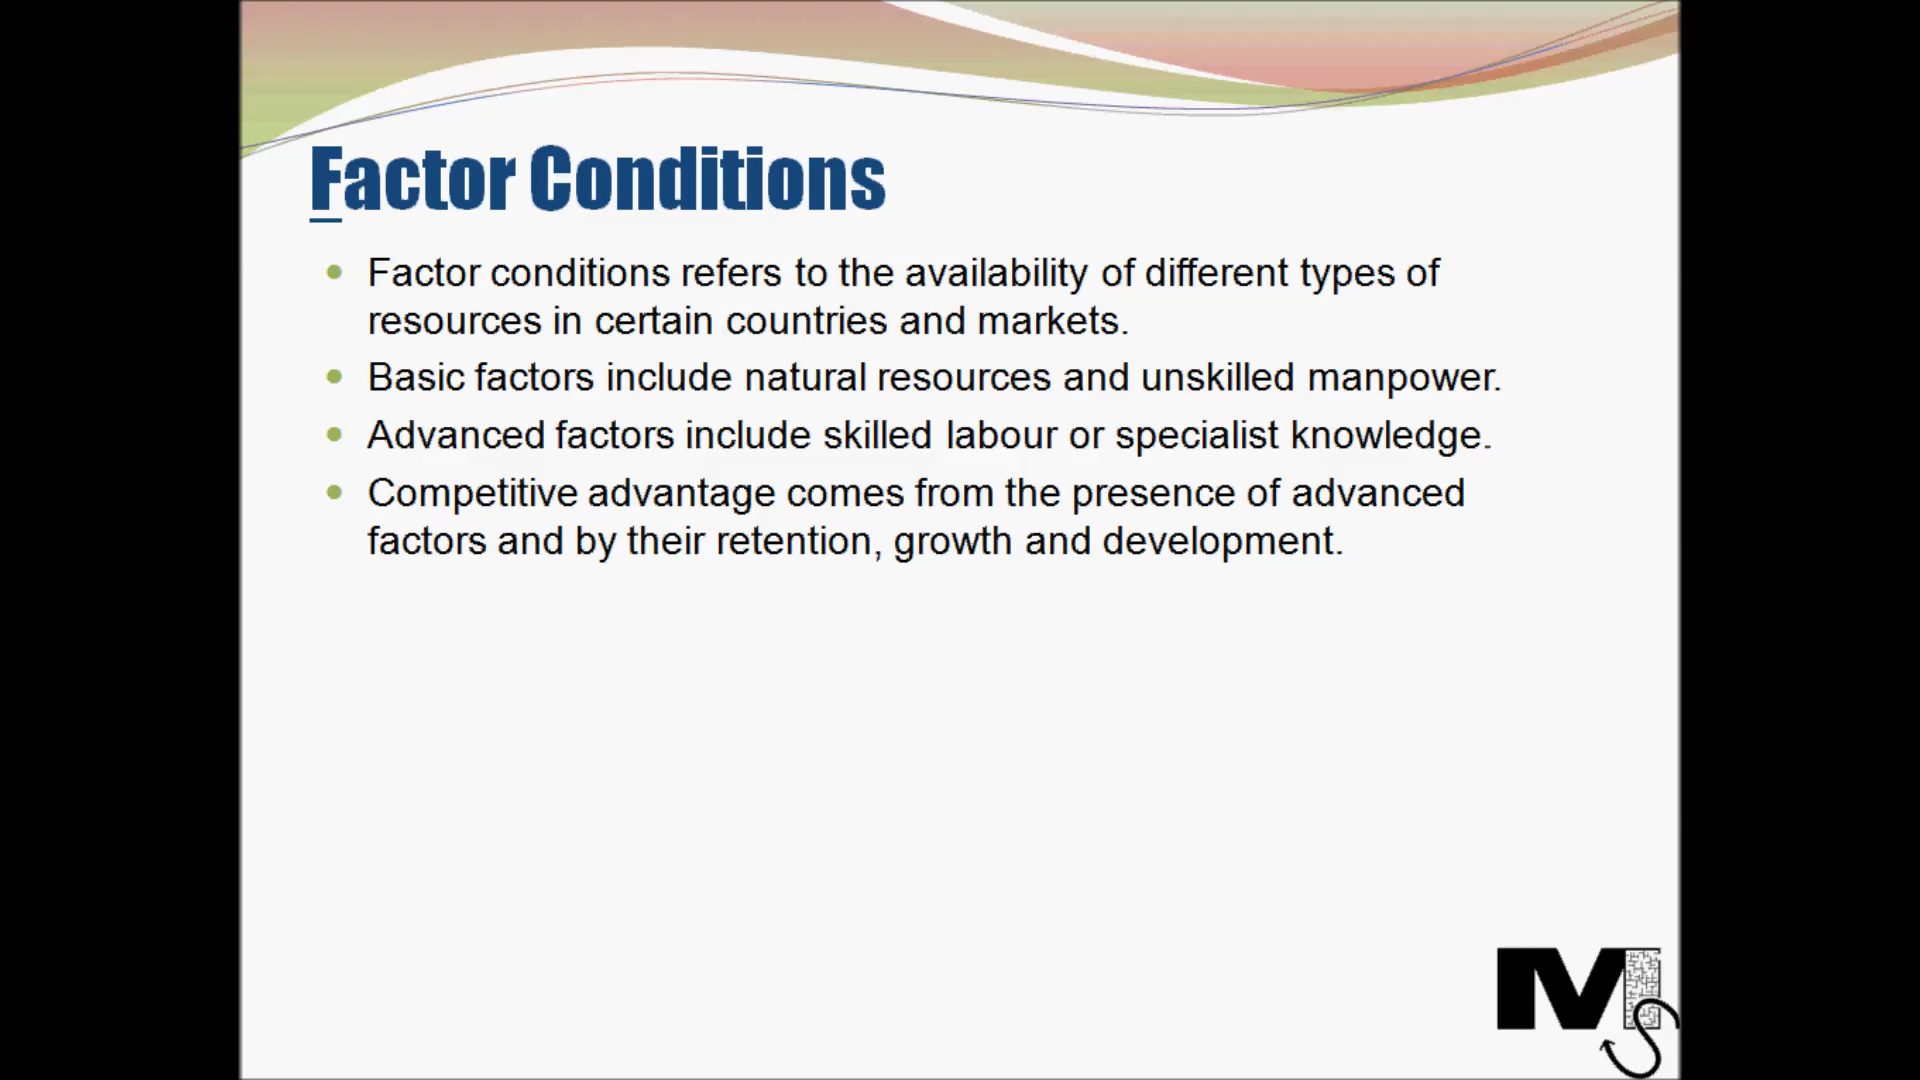 Factor Conditions
Factor conditions refers to the availability of different types of
resources in certain countries and markets.
Basic factors include natural resources and unskilled manpower.
Advanced factors include skilled labour or specialist knowledge.
Competitive advantage comes from the presence of advanced
factors and by their retention, growth and development.
MS